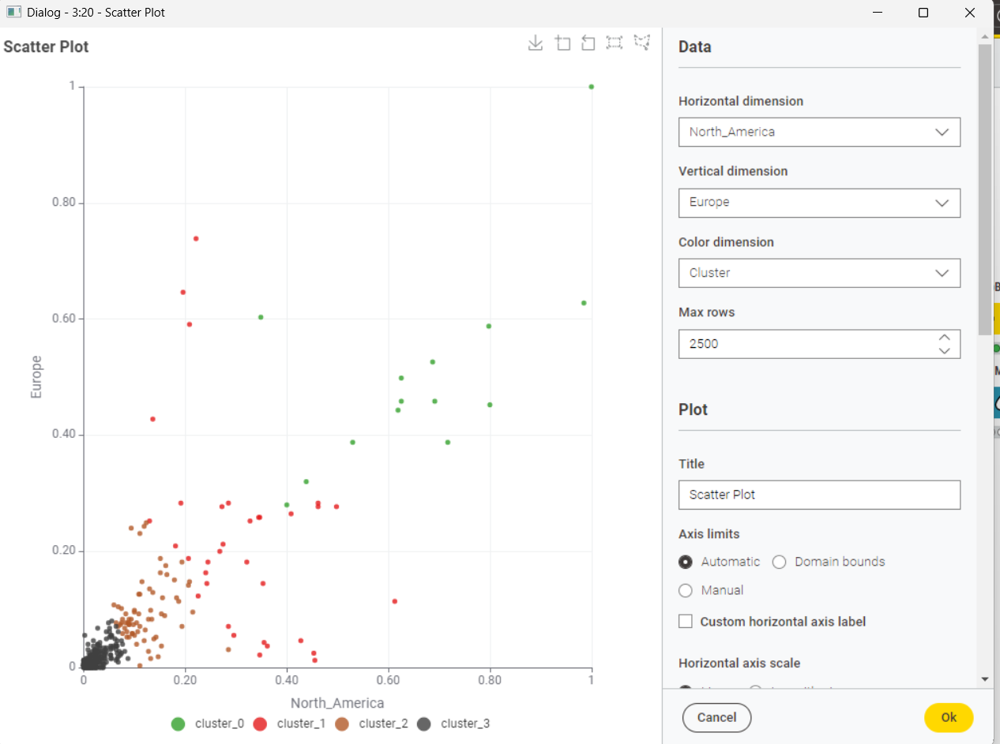 Dialog - 3:20 - Scatter Plot
Scatter Plot
1
0.80
0.60
0.40
0.20
0
Europe
0 0.20 0.40 0.60 0.80 1
North_America
cluster_0 cluster_1 cluster_2 cluster_3
Data
Horizontal dimension
North_America
Vertical dimension
Europe
Color dimension
Cluster
Max rows
2500
Plot
Title
Scatter Plot
Axis limits
Automatic Domain bounds
Manual
Custom horizontal axis label
Horizontal axis scale
Cancel Ok